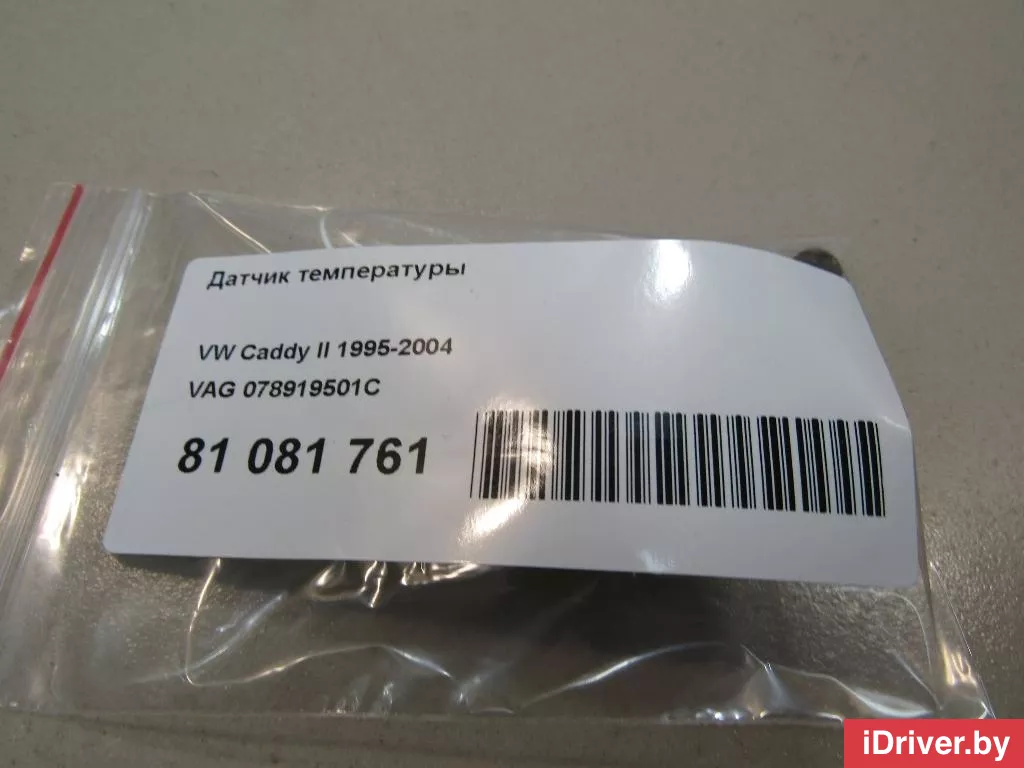 Датчик температуры
VW Caddy II 1995-2004
VAG 078919501C
81 081 761
iDriver.by